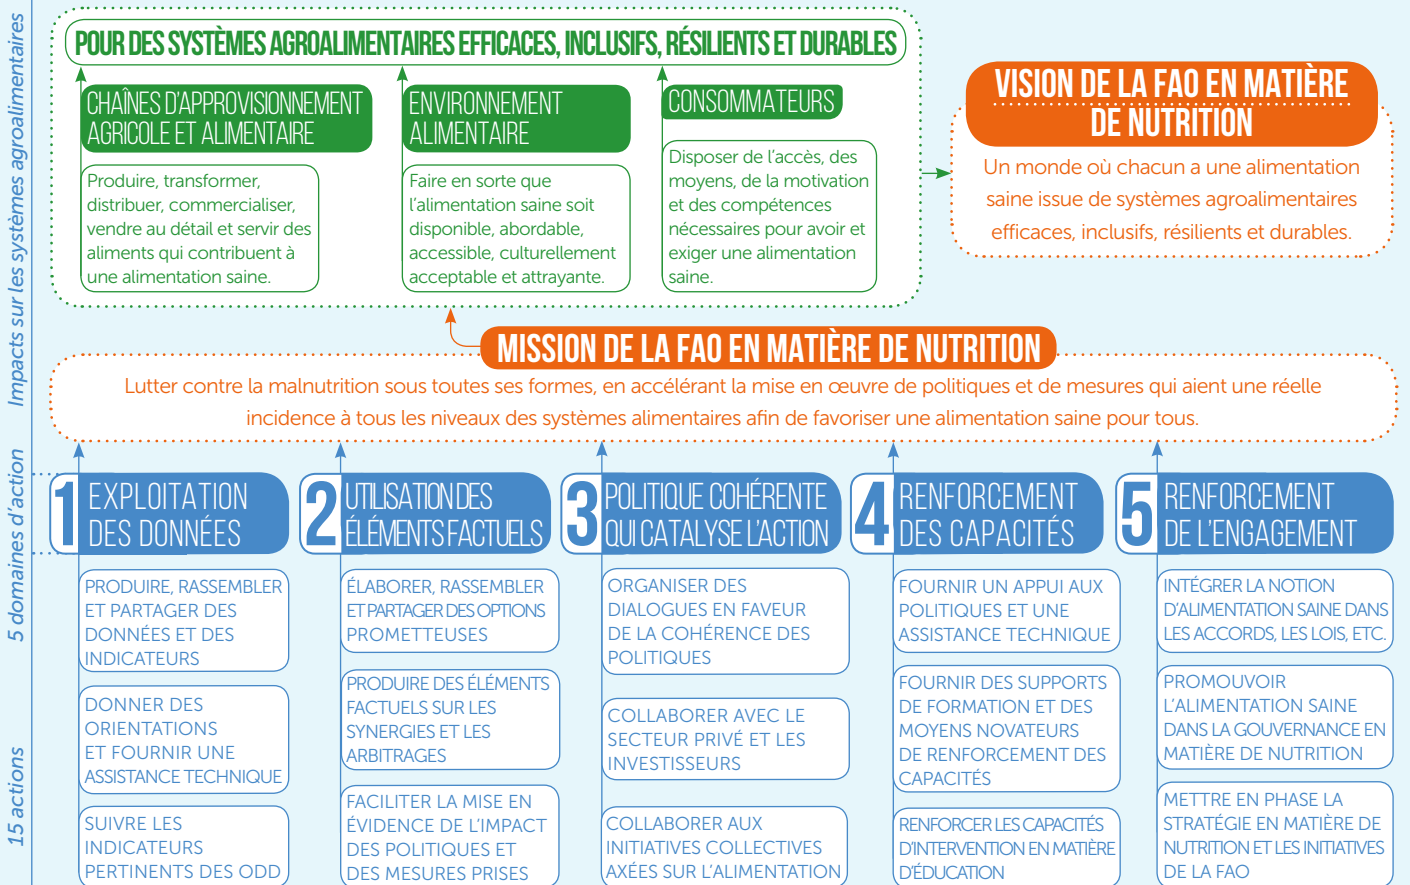 Impacts sur les systèmes agroalimentaires
POUR DES SYSTÈMES AGROALIMENTAIRES EFFICACES, INCLUSIFS, RÉSILIENTS ET DURABLES
CHAÎNES D'APPROVISIONNEMENT
AGRICOLE ET ALIMENTAIRE
Produire, transformer,
distribuer, commercialiser,
vendre au détail et servir des
aliments qui contribuent à
une alimentation saine.
ENVIRONNEMENT
ALIMENTAIRE
Faire en sorte que
l'alimentation saine soit
disponible, abordable,
accessible, culturellement
acceptable et attrayante.
CONSOMMATEURS
Disposer de l'accès, des
moyens, de la motivation
et des compétences
nécessaires pour avoir et
exiger une alimentation
saine.
VISION DE LA FAO EN MATIÈRE
DE NUTRITION
Un monde où chacun a une alimentation
saine issue de systèmes agroalimentaires
efficaces, inclusifs, résilients et durables.
MISSION DE LA FAO EN MATIÈRE DE NUTRITION
Lutter contre la malnutrition sous toutes ses formes, en accélérant la mise en œuvre de politiques et de mesures qui aient une réelle
incidence à tous les niveaux des systèmes alimentaires afin de favoriser une alimentation saine pour tous.
5 domaines d'action
1 EXPLOITATION
DES DONNÉES
2 UTILISATION DES
ÉLÉMENTS FACTUELS
3 POLITIQUE COHÉRENTE
QUI CATALYSE L'ACTION
4 RENFORCEMENT
DES CAPACITÉS
5 RENFORCEMENT
DE L'ENGAGEMENT
15 actions
PRODUIRE, RASSEMBLER
ET PARTAGER DES
DONNÉES ET DES
INDICATEURS
DONNER DES
ORIENTATIONS
ET FOURNIR UNE
ASSISTANCE TECHNIQUE
SUIVRE LES
INDICATEURS
PERTINENTS DES ODD
ÉLABORER, RASSEMBLER
ET PARTAGER DES OPTIONS
PROMETTEUSES
PRODUIRE DES ÉLÉMENTS
FACTUELS SUR LES
SYNERGIES ET LES
ARBITRAGES
FACILITER LA MISE EN
ÉVIDENCE DE L'IMPACT
DES POLITIQUES ET
DES MESURES PRISES
ORGANISER DES
DIALOGUES EN FAVEUR
DE LA COHÉRENCE DES
POLITIQUES
COLLABORER AVEC LE
SECTEUR PRIVÉ ET LES
INVESTISSEURS
COLLABORER AUX
INITIATIVES COLLECTIVES
AXÉES SUR L'ALIMENTATION
FOURNIR UN APPUI AUX
POLITIQUES ET UNE
ASSISTANCE TECHNIQUE
FOURNIR DES SUPPORTS
DE FORMATION ET DES
MOYENS NOVATEURS
DE RENFORCEMENT DES
CAPACITÉS
RENFORCER LES CAPACITÉS
D'INTERVENTION EN MATIÈRE
D'ÉDUCATION
INTÉGRER LA NOTION
D'ALIMENTATION SAINE DANS
LES ACCORDS, LES LOIS, ETC.
PROMOUVOIR
L'ALIMENTATION SAINE
DANS LA GOUVERNANCE EN
MATIÈRE DE NUTRITION
METTRE EN PHASE LA
STRATÉGIE EN MATIÈRE DE
NUTRITION ET LES INITIATIVES
DE LA FAO